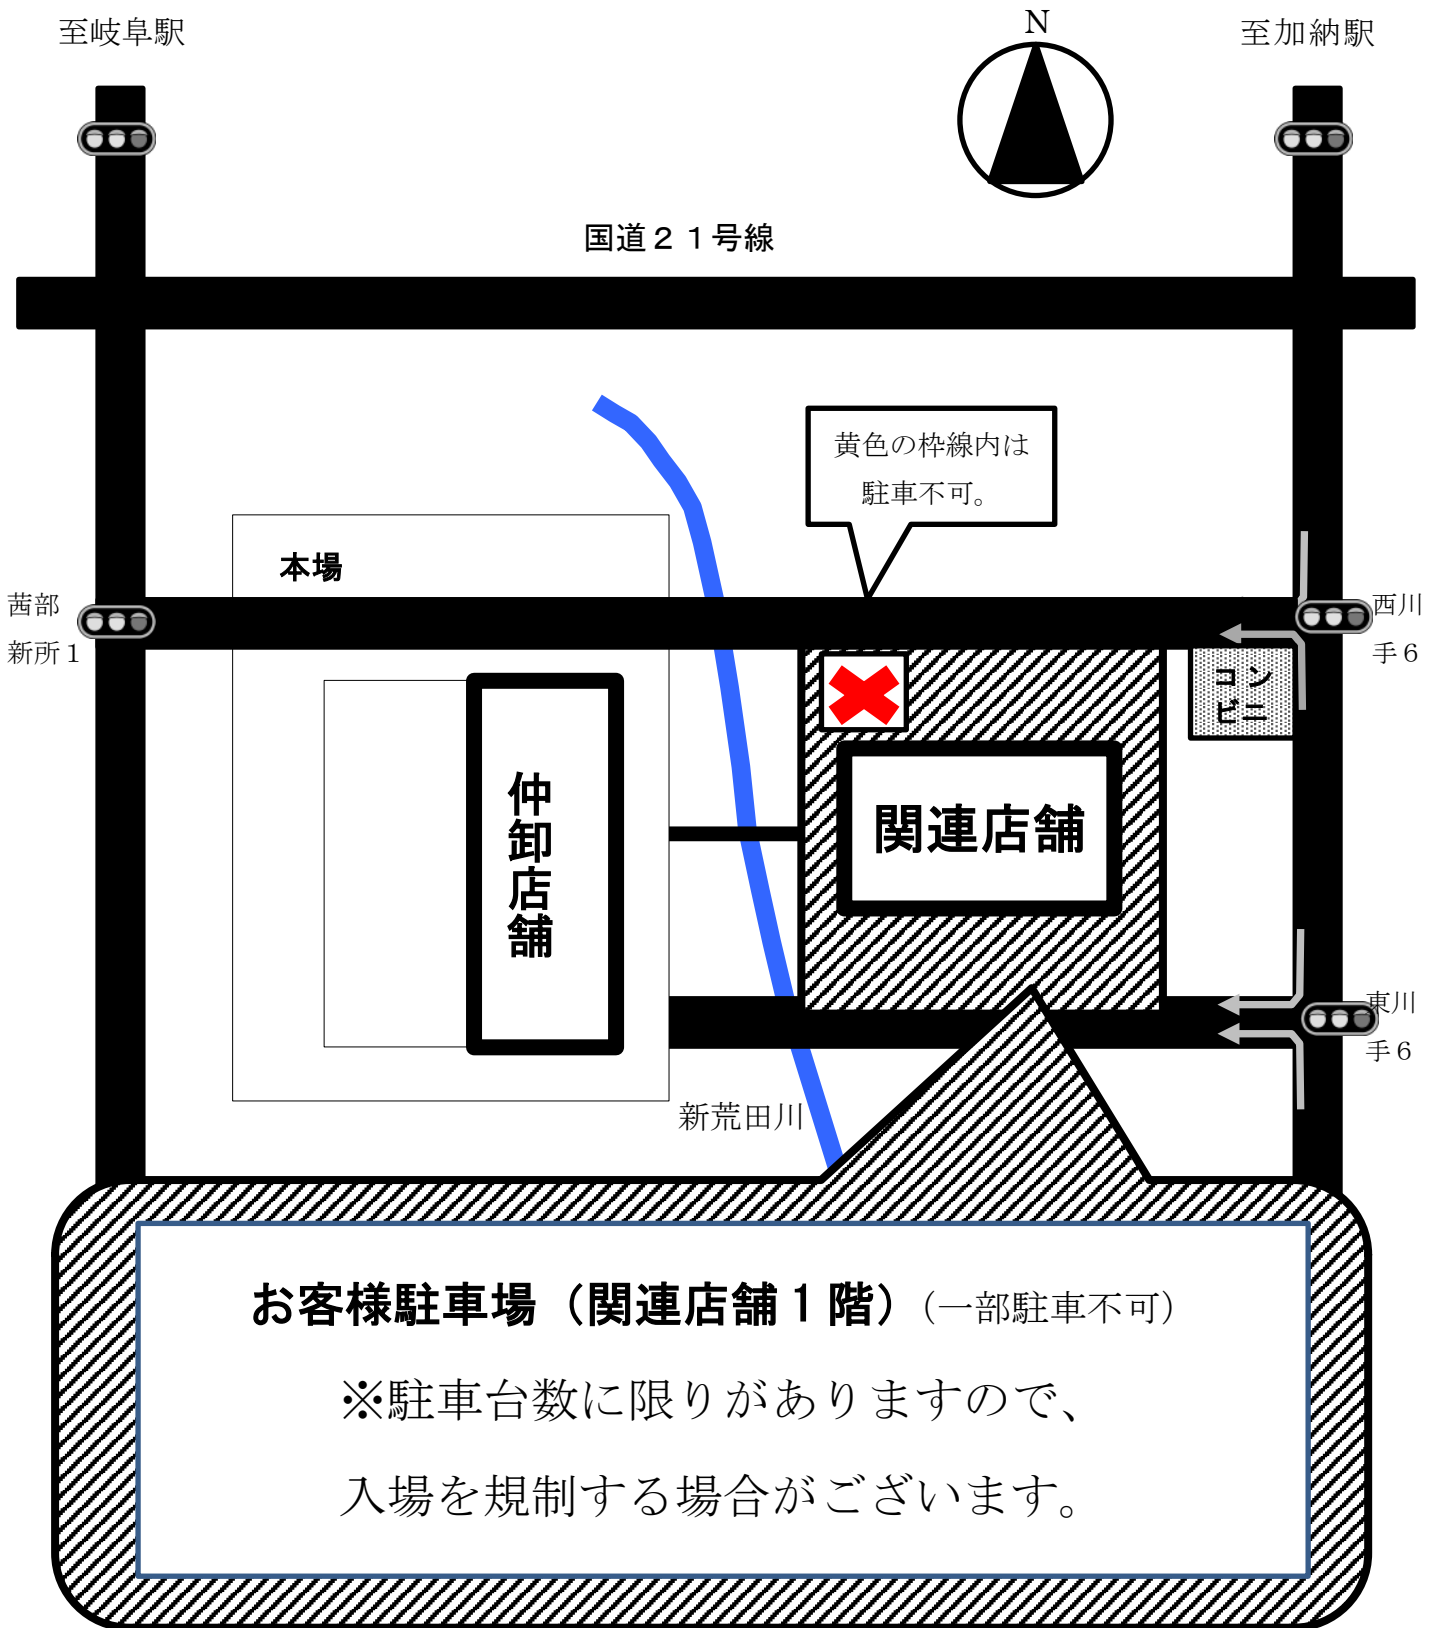 至岐阜駅
N
至加納駅
国道２１号線
黄色の枠線内は
駐車不可。
本場
茜部
新所１
西川
手６
コン
ビニ
仲卸店舗
関連店舗
東川
手６
新荒田川
お客様駐車場（関連店舗１階）（一部駐車不可）
※駐車台数に限りがありますので、
入場を規制する場合がございます。